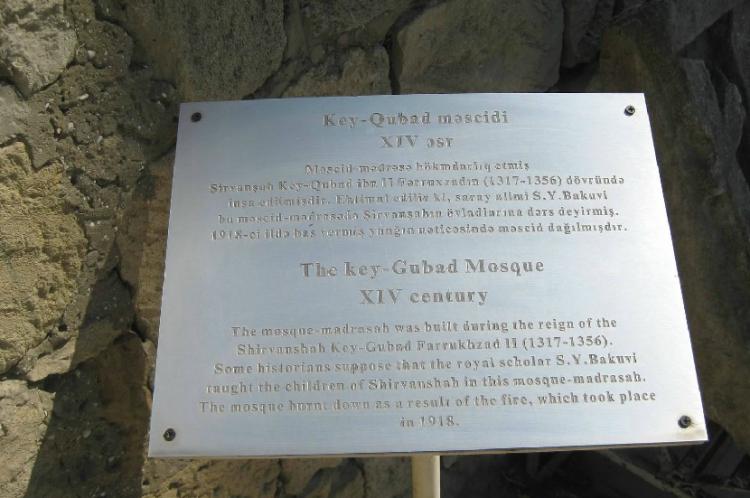 Key-Qubad məscidi
XIV əsr
Məscid-mədrəsə hökmdarlıq etmiş
Şirvanşah Key-Qubad ibn II Fərruxzadın (1317-1356) dövründə
inşa edilmişdir. Ehtimal edilir ki, saray alimi S.Y.Bakuvi
bu məscid-mədrəsədə Şirvanşahın övladlarına dərs deyirmiş.
1918-ci ildə baş vermiş yanğın nəticəsində məscid dağılmışdır.
The key-Gubad Mosque
XIV century
The mosque-madrasah was built during the reign of the
Shirvanshah Key-Gubad Farrukhzad II (1317-1356).
Some historians suppose that the royal scholar S.Y.Bakuvi
taught the children of Shirvanshah in this mosque-madrasah.
The mosque burnt down as a result of the fire, which took place
in 1918.